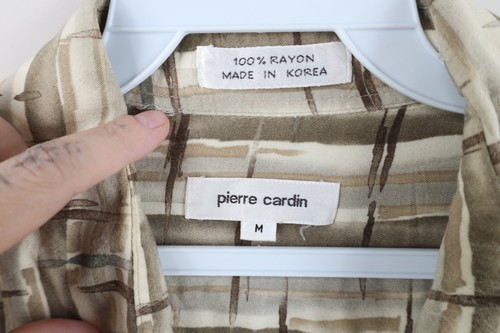 100% RAYON
MADE IN KOREA
pierre cardin
M